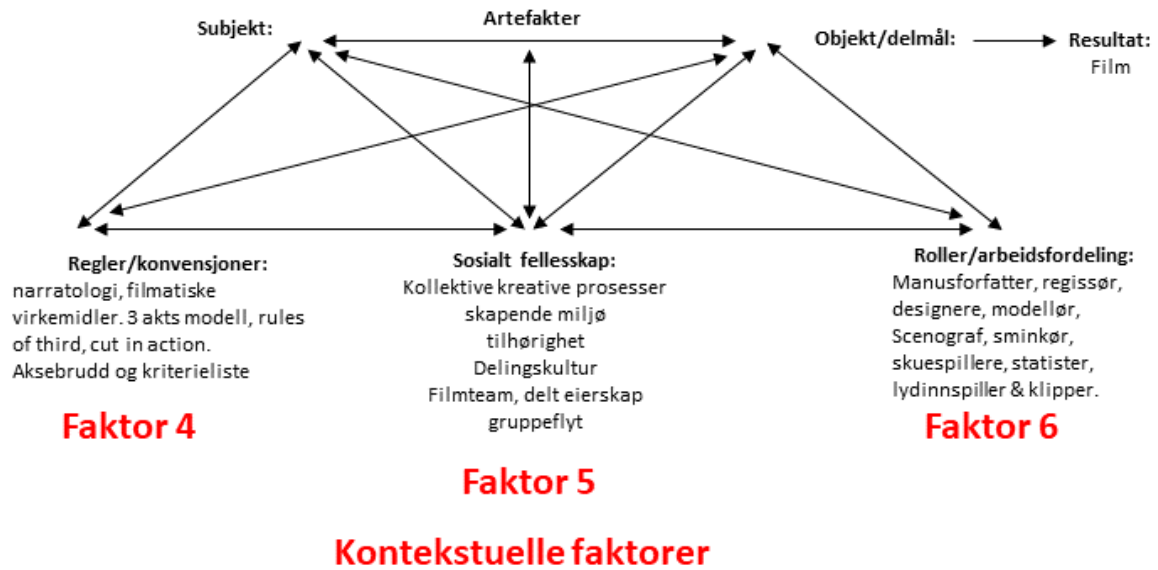 Artefakter
Subjekt:
Objekt/delmål:
Resultat:
Film
Regler/konvensjoner:
narratologi, filmatiske
virkemidler. 3 akts modell, rules
of third, cut in action.
Aksebrudd og kriterieliste
Faktor 4
Sosialt fellesskap:
Kollektive kreative prosesser
skapende miljø
tilhørighet
Delingskultur
Filmteam, delt eierskap
gruppeflyt
Faktor 5
Roller/arbeidsfordeling:
Manusforfatter, regissør,
designere, modellør,
Scenograf, sminkør,
skuespillere, statister,
lydinnspiller & klipper.
Faktor 6
Kontekstuelle faktorer